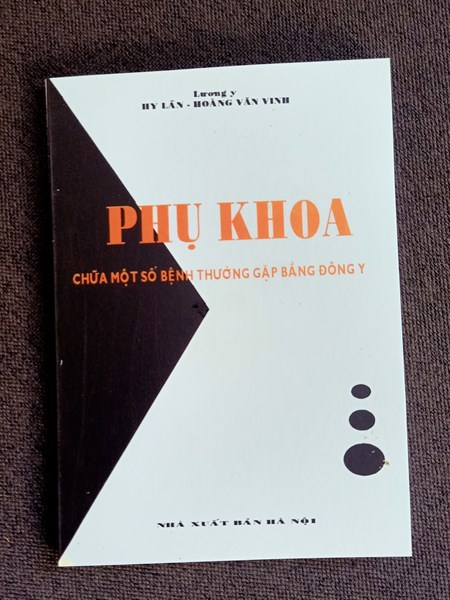 Lương y
HY LÃN - HOÀNG VĂN VINH
PHỤ KHOA
CHỮA MỘT SỐ BỆNH THƯỜNG GẶP BẰNG ĐÔNG Y
NHÀ XUẤT BẢN HÀ NỘI